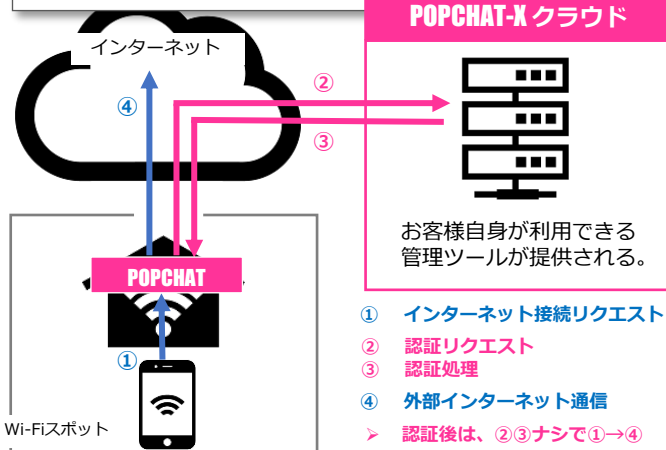 POPCHAT-X クラウド
インターネット
②
④
③
お客様自身が利用できる
管理ツールが提供される。
POPCHAT
①
Wi-Fiスポット
① インターネット接続リクエスト
② 認証リクエスト
③ 認証処理
④ 外部インターネット通信
➢ 認証後は、②③ナシで①→④